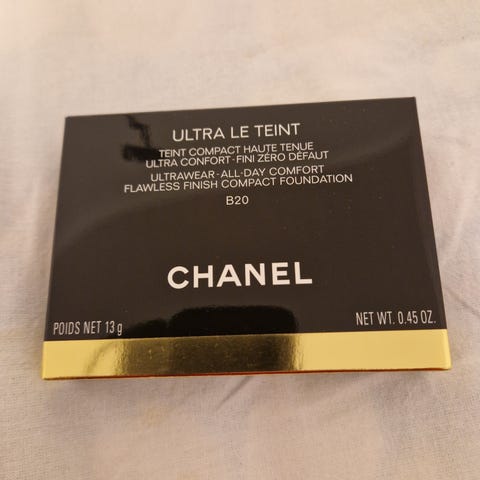 ULTRA LE TEINT
TEINT COMPACT HAUTE TENUE
ULTRA CONFORT·FINI ZÉRO DÉFAUT
ULTRAWEAR·ALL-DAY COMFORT
FLAWLESS FINISH COMPACT FOUNDATION
B20
CHANEL
POIDS NET 13 g
NET WT. 0.45 OZ.